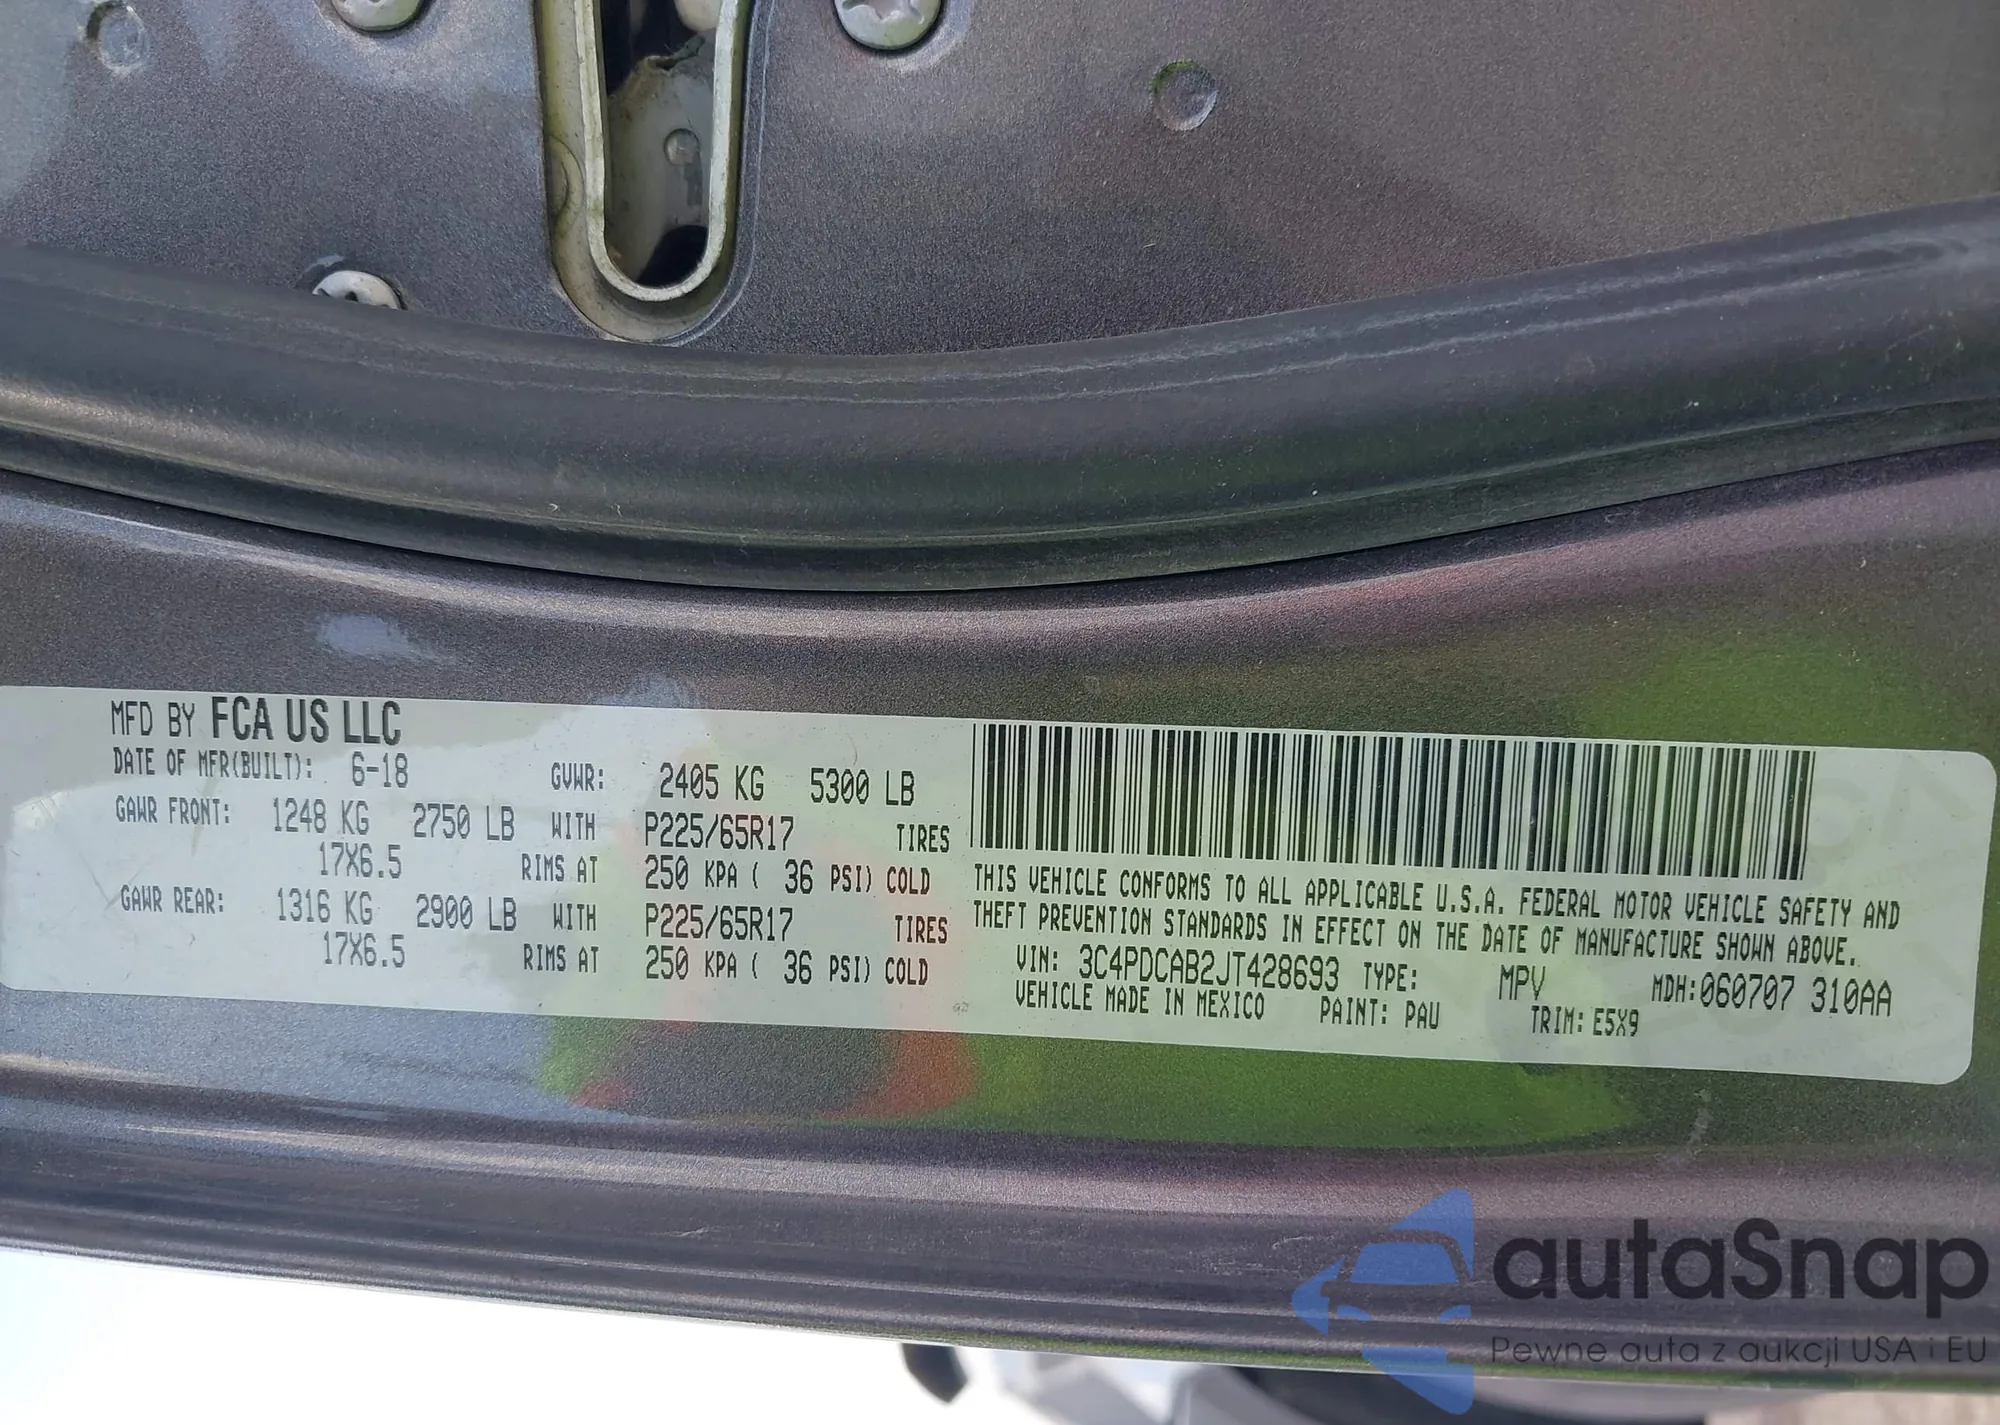 MFD BY FCA US LLC
DATE OF MFR(BUILT): 6-18 GVWR: 2405 KG 5300 LB
GAWR FRONT: 1248 KG 2750 LB WITH P225/65R17 TIRES
17X6.5 RIMS AT 250 KPA ( 36 PSI) COLD
GAWR REAR: 1316 KG 2900 LB WITH P225/65R17 TIRES
17X6.5 RIMS AT 250 KPA ( 36 PSI) COLD
THIS VEHICLE CONFORMS TO ALL APPLICABLE U.S.A. FEDERAL MOTOR VEHICLE SAFETY AND
THEFT PREVENTION STANDARDS IN EFFECT ON THE DATE OF MANUFACTURE SHOWN ABOVE.
VIN: 3C4PDCAB2JT428693 TYPE: MPV MDH:060707 310AA
VEHICLE MADE IN MEXICO PAINT: PAU TRIM: E5X9
autaSnap
Pewne auta z aukcji USA i EU